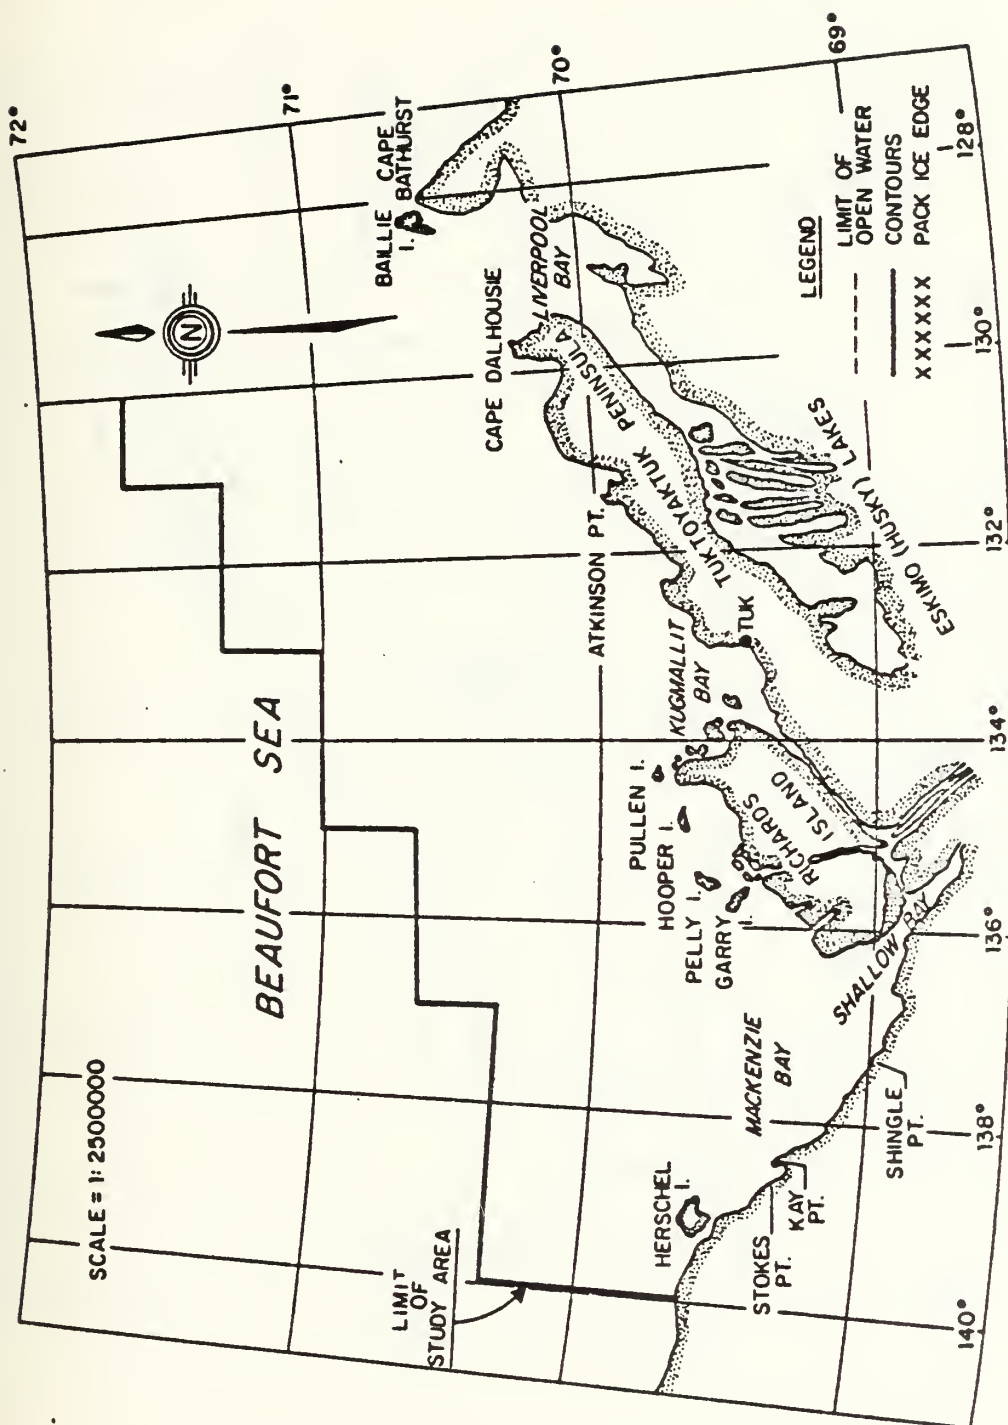 72°
71°
70°
69°
SCALE = 1: 2500000
N
BEAUFORT SEA
LIMIT
OF
STUDY AREA
BAILLIE
I.
CAPE
BATHURST
CAPE DALHOUSIE
LIVERPOOL
BAY
ATKINSON PT.
TUKTOYAKTUK PENINSULA
TUK
KUGMALLIT
BAY
ESKIMO (HUSKY) LAKES
PULLEN I.
HOOPER I.
PELLY I.
GARRY I.
RICHARDS
ISLAND
SHALLOW BAY
MACKENZIE
BAY
HERSCHEL
I.
STOKES
PT.
KAY
PT.
SHINGLE
PT.
LEGEND
LIMIT OF
OPEN WATER
CONTOURS
XXXXXX PACK ICE EDGE
140°
138°
136°
134°
132°
130°
128°